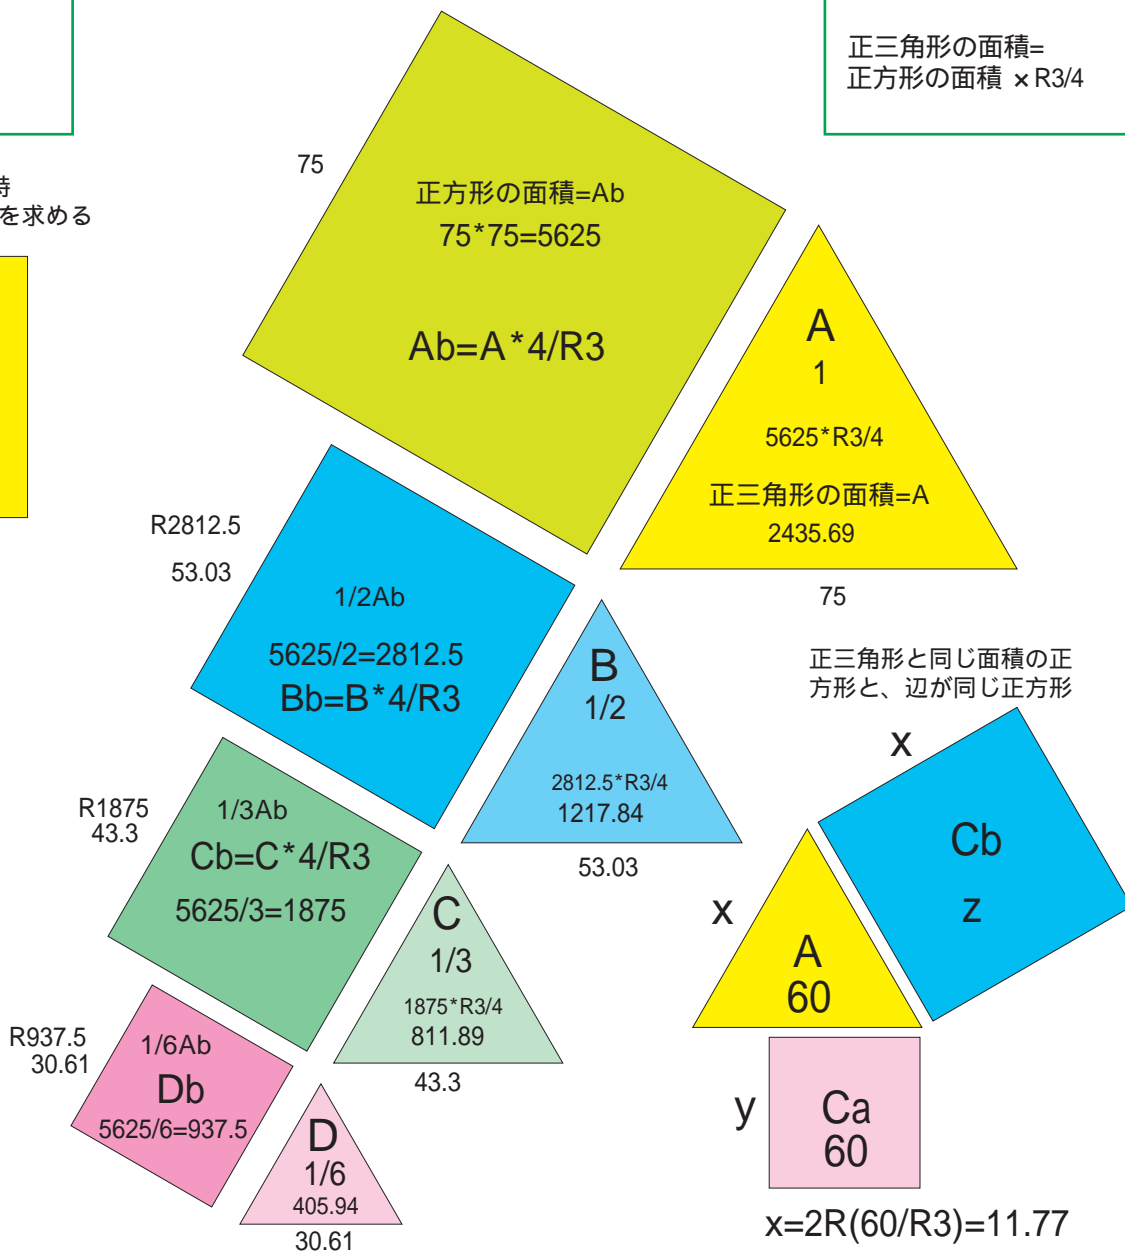 正三角形の面積=
正方形の面積 ×R3/4
時
を求める
75
正方形の面積=Ab
75*75=5625
Ab=A*4/R3
A
1
5625*R3/4
正三角形の面積=A
2435.69
75
R2812.5
53.03
1/2Ab
5625/2=2812.5
Bb=B*4/R3
B
1/2
2812.5*R3/4
1217.84
53.03
R1875
43.3
1/3Ab
Cb=C*4/R3
5625/3=1875
C
1/3
1875*R3/4
811.89
43.3
R937.5
30.61
1/6Ab
Db
5625/6=937.5
D
1/6
405.94
30.61
正三角形と同じ面積の正
方形と、辺が同じ正方形
x
Cb
z
x
A
60
y
Ca
60
x=2R(60/R3)=11.77